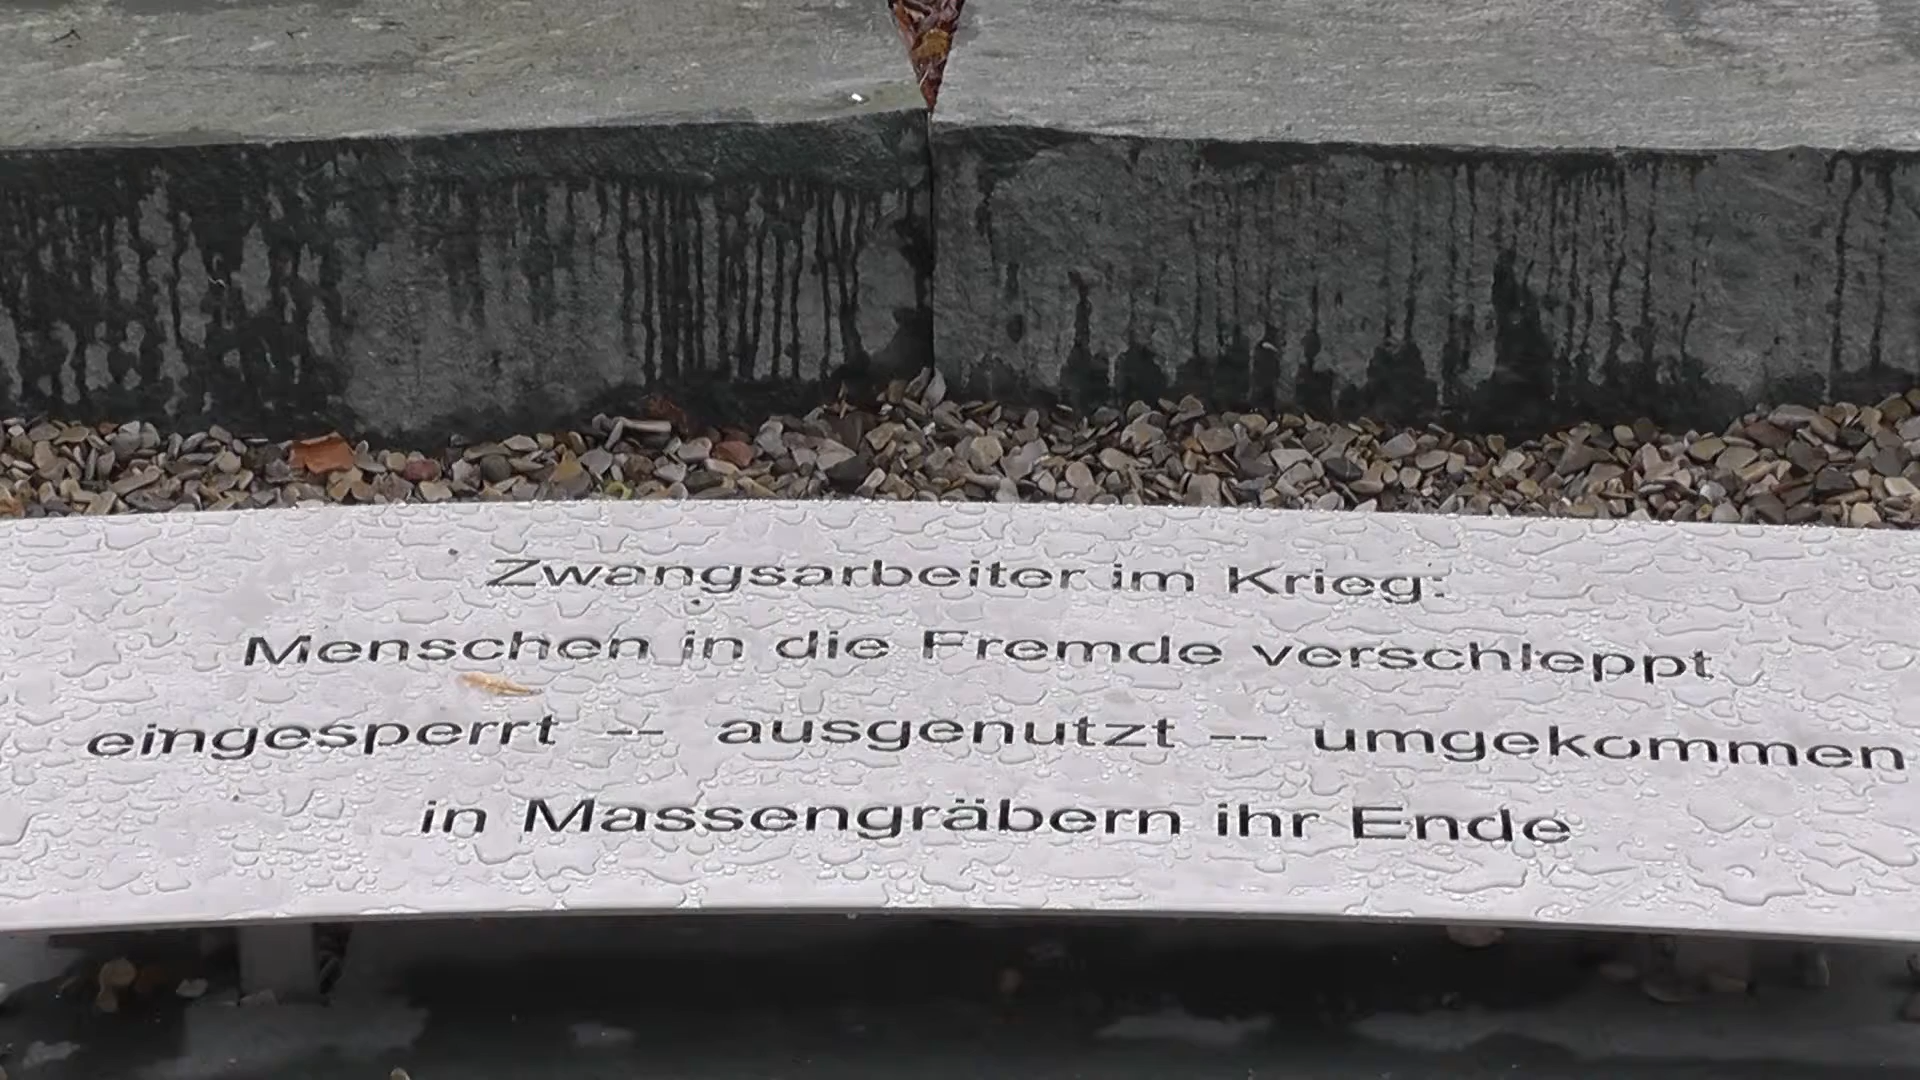 Zwangsarbeiter im Krieg:
Menschen in die Fremde verschleppt
eingesperrt -- ausgenutzt -- umgekommen
in Massengräbern ihr Ende